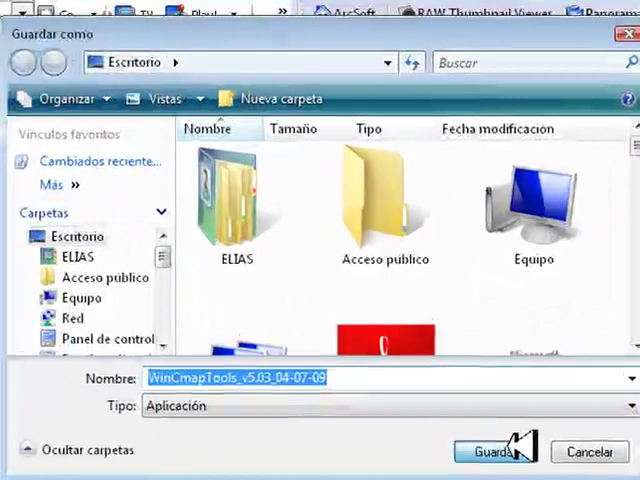 ArcSoft RAW Thumbnail Viewer Panoram
Guardar como
Escritorio
Buscar
Organizar Vistas Nueva carpeta
Vínculos favoritos
Cambiados reciente...
Más »
Carpetas
Escritorio
ELIAS
Acceso público
Equipo
Red
Panel de control
Nombre Tamaño Tipo Fecha modificación
ELIAS Acceso público Equipo
Nombre: WinCmapTools_v5.03_04-07-09
Tipo: Aplicación
Ocultar carpetas Guarda Cancelar